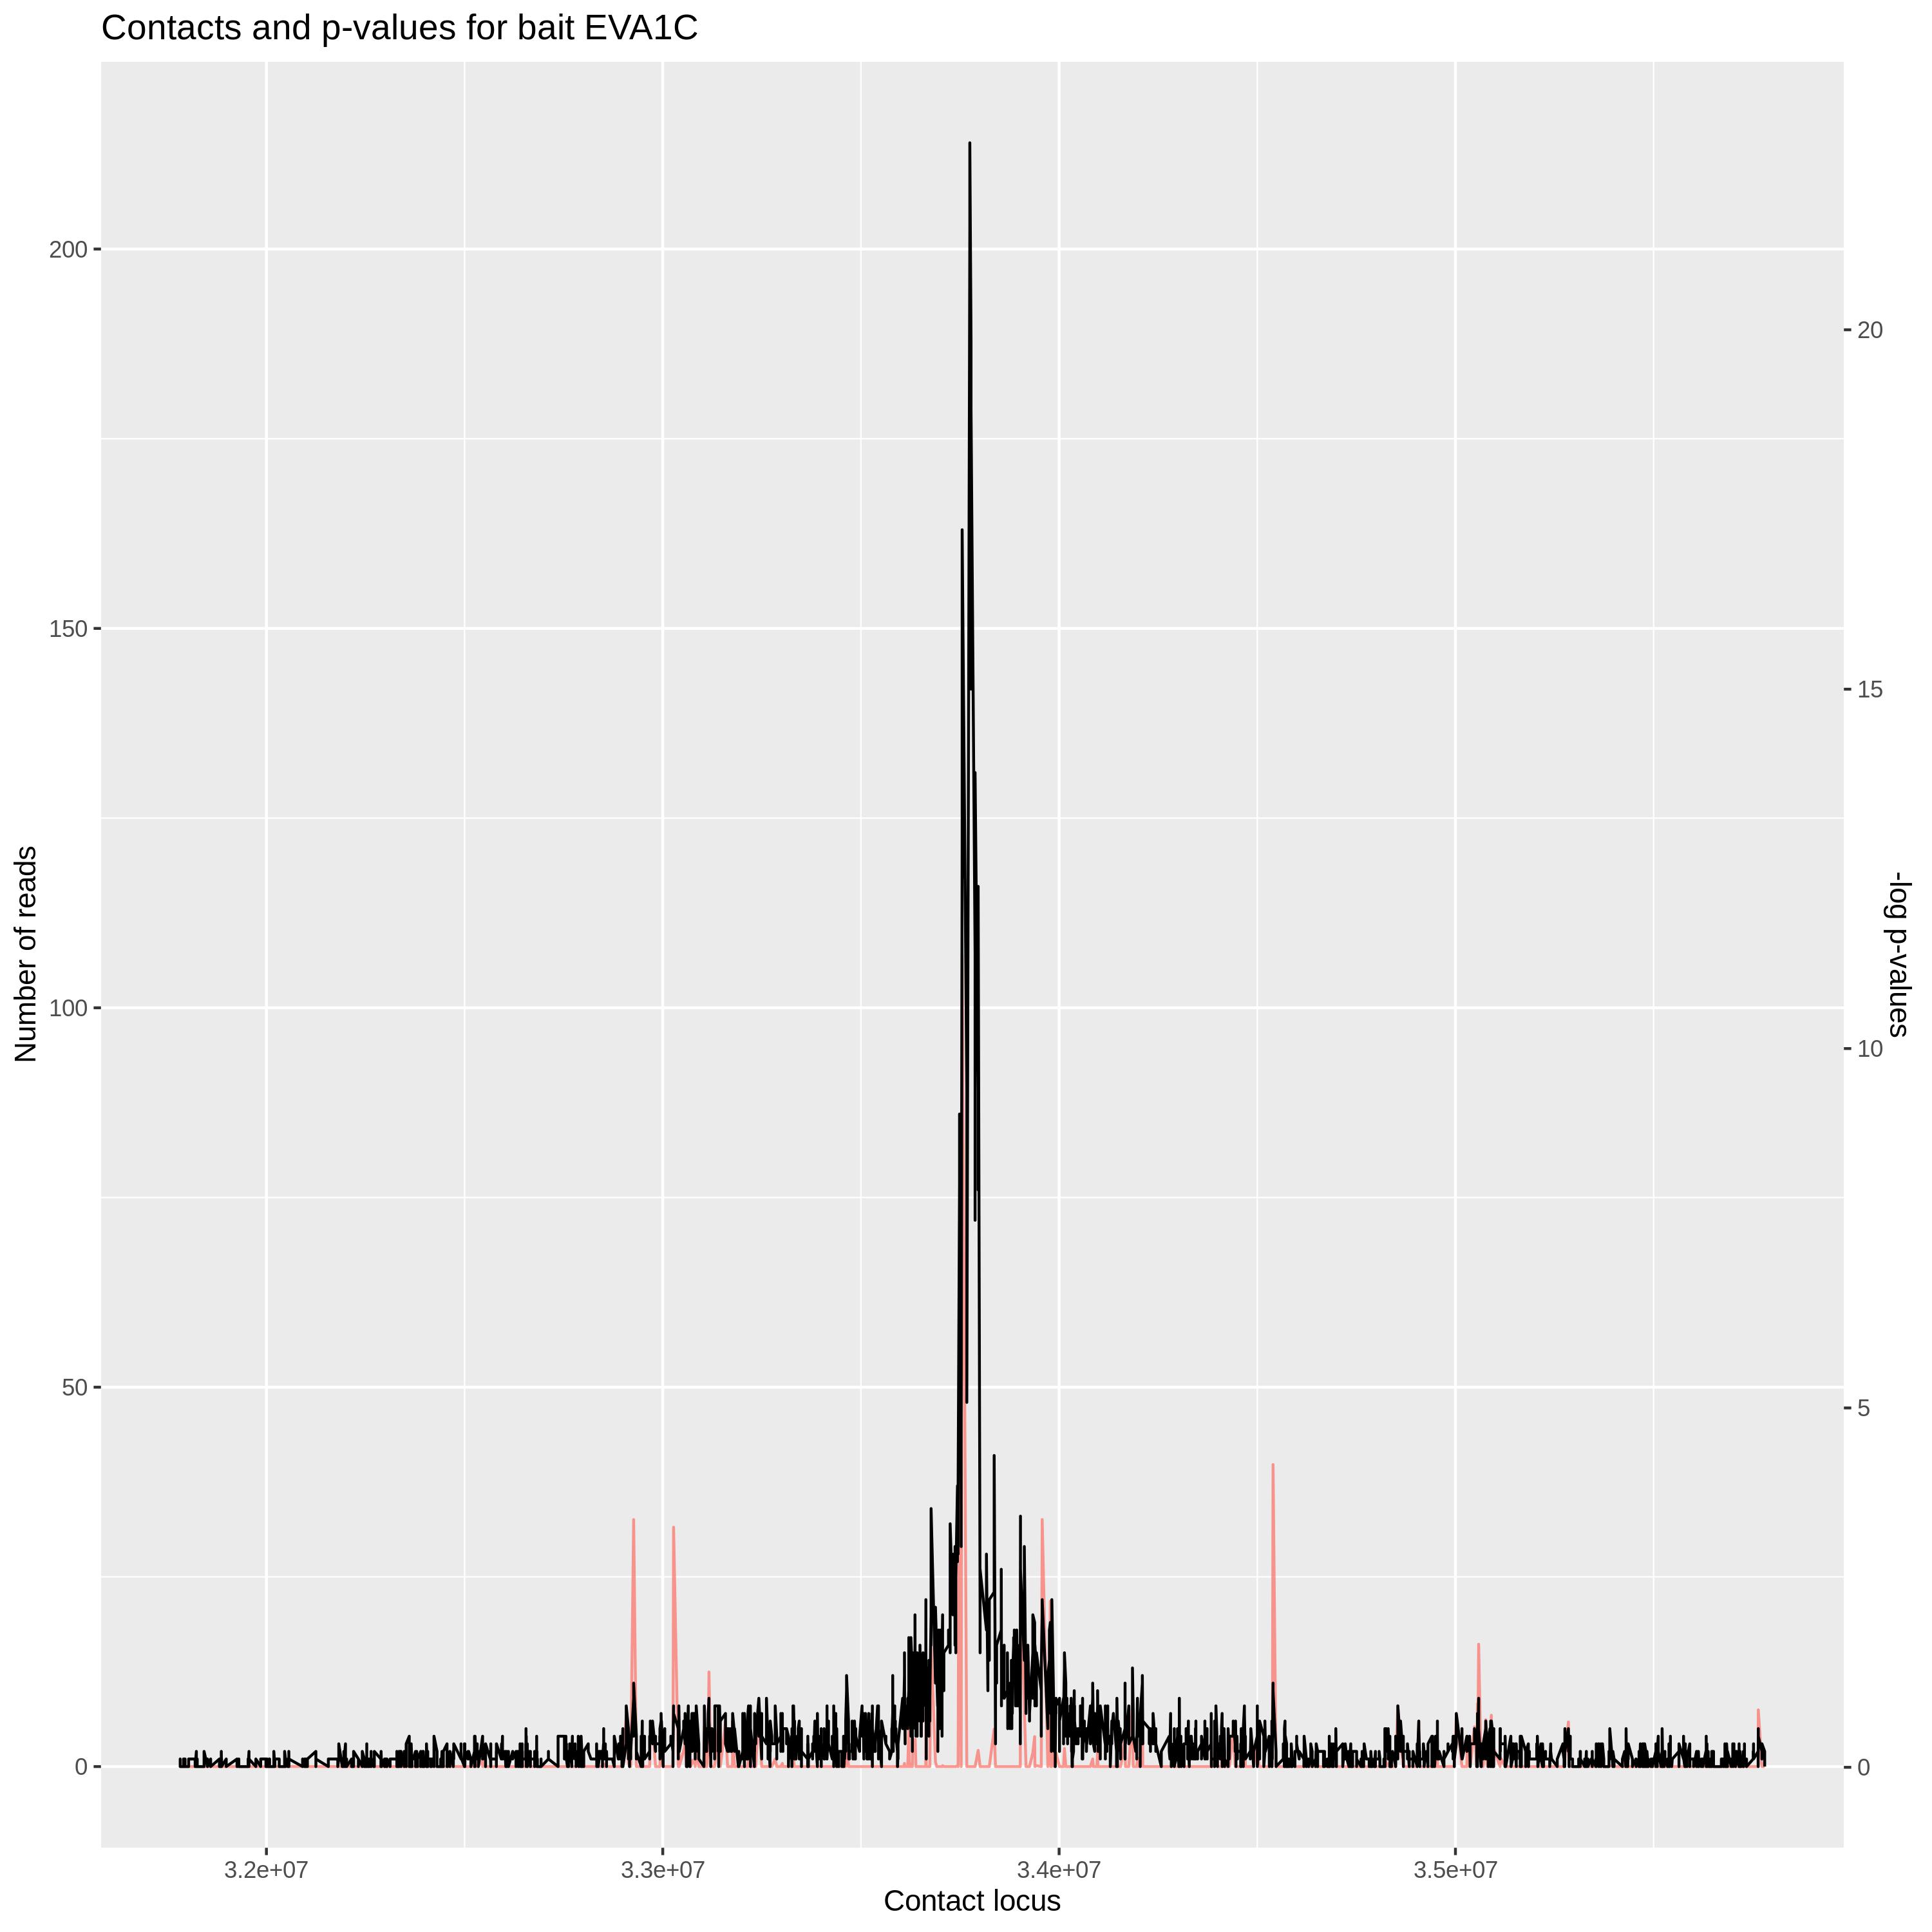 Contacts and p-values for bait EVA1C
Number of reads
200
150
100
50
0
20
15
10
5
0
-log p-values
3.2e+07
3.3e+07
3.4e+07
3.5e+07
Contact locus